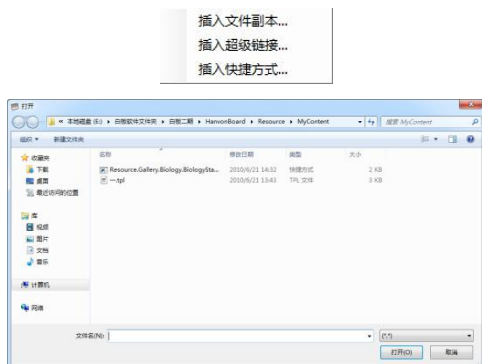 插入文件副本...
插入超级链接...
插入快捷方式...
打开
« 本地磁盘 (E:) ▸ 白板软件文件夹 ▸ 白板二期 ▸ HanvonBoard ▸ Resource ▸ MyContent
搜索 MyContent
组织 新建文件夹
名称 修改日期 类型 大小
收藏夹
下载
桌面
最近访问的位置
Resource.Gallery.Biology.BiologySta... 2010/6/21 14:32 快捷方式 2 KB
一.tpl 2010/6/21 13:43 TPL 文件 3 KB
库
视频
图片
文档
音乐
计算机
网络
文件名(N):
(*.*)
打开(O) 取消